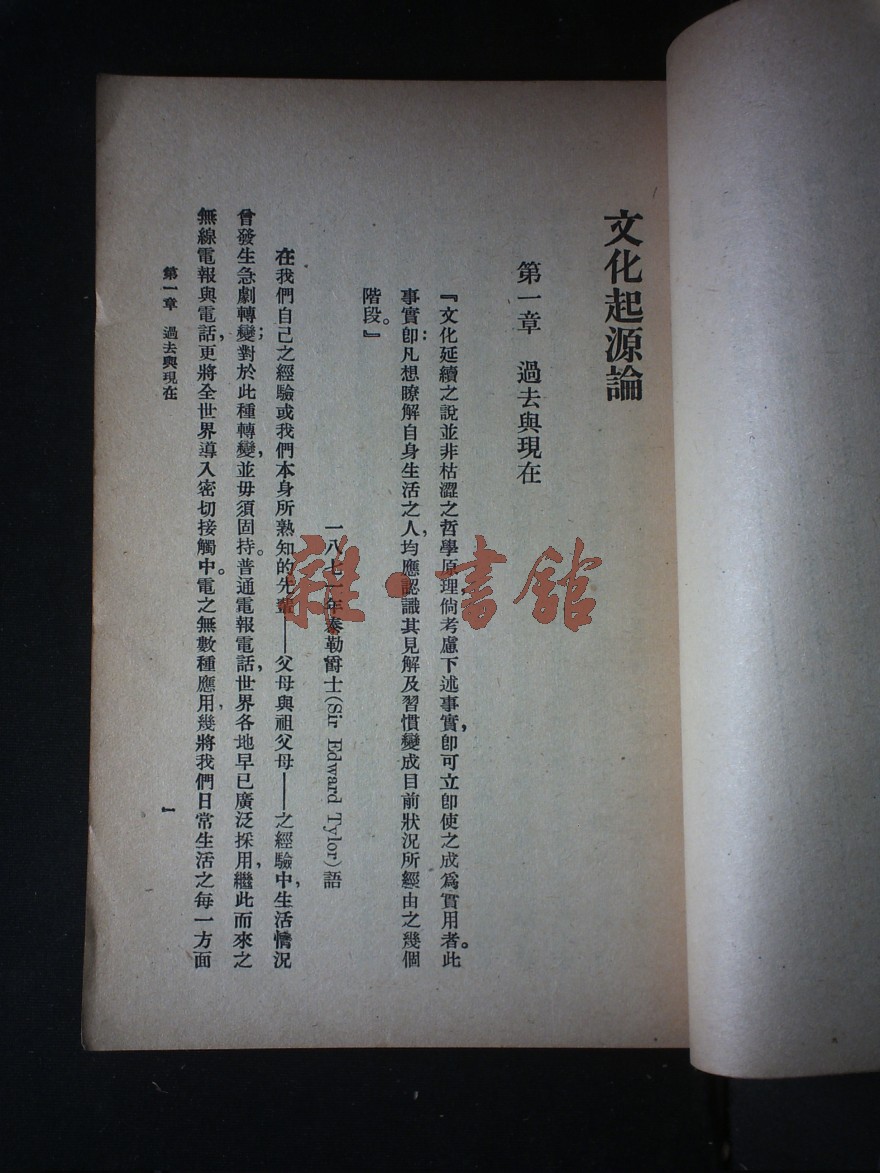 文化起源論
第一章　過去與現在
『文化延續之說並非枯澀之哲學原理倘考慮下述事實，卽可立卽使之成爲實用者。此
事實：卽凡想瞭解自身生活之人，均應認識其見解及習慣變成目前狀況所經由之幾個
階段。』
一八七一年泰勒爵士(Sir Edward Tylor)語
在我們自己之經驗或我們本身所熟知的先輩——父母與祖父母——之經驗中，生活情況
曾發生急劇轉變；對於此種轉變，並毋須固持。普通電報電話，世界各地早已廣泛採用，繼此而來之
無線電報與電話，更將全世界導入密切接觸中。電之無數種應用，幾將我們日常生活之每一方面
第一章　過去與現在
一
雜·書館